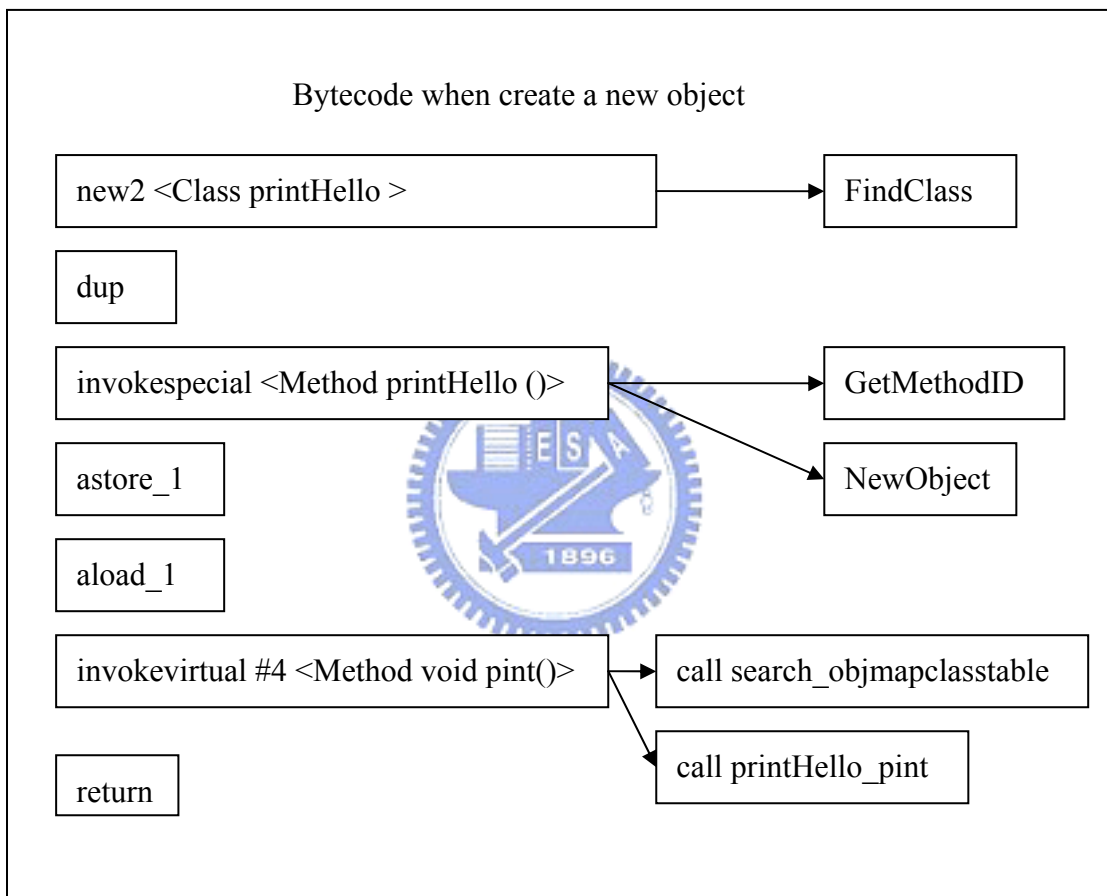 Bytecode when create a new object
new2 <Class printHello >
FindClass
dup
invokespecial <Method printHello ()>
GetMethodID
NewObject
astore_1
aload_1
invokevirtual #4 <Method void pint()>
call search_objmapclasstable
call printHello_pint
return
E S A
1896